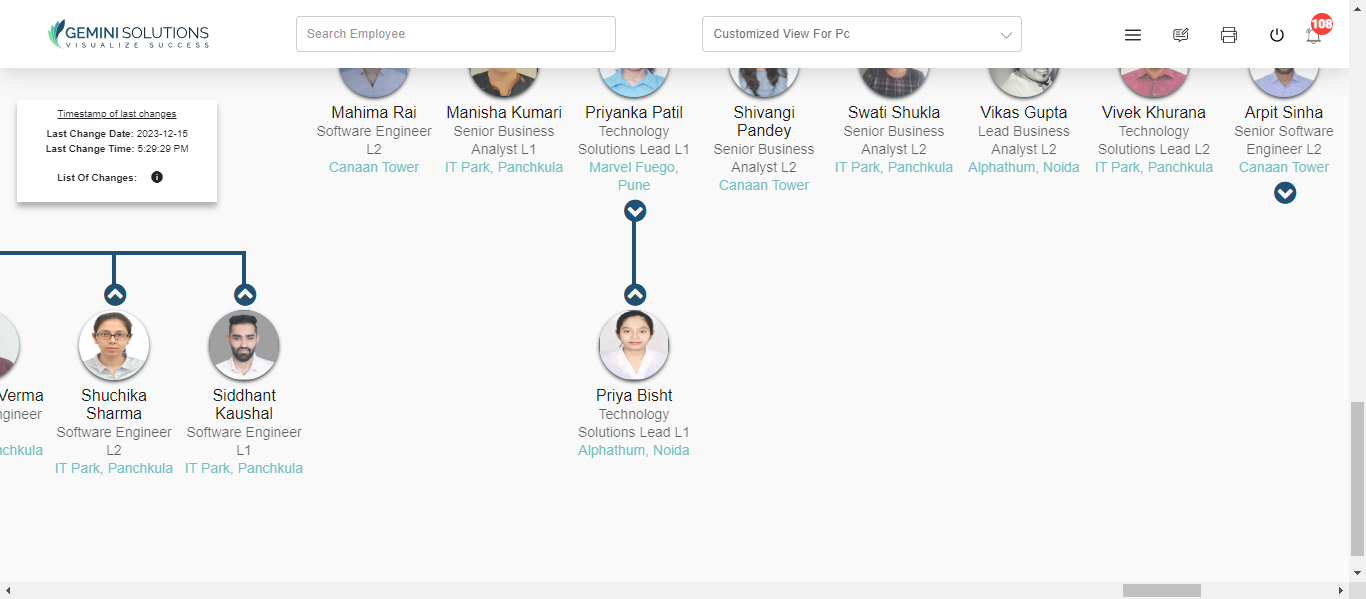 GEMINI SOLUTIONS
VISUALIZE SUCCESS
Search Employee
Customized View For Pc
108
Timestamp of last changes
Last Change Date: 2023-12-15
Last Change Time: 5:29:29 PM
List Of Changes:
Mahima Rai
Software Engineer
L2
Canaan Tower
Manisha Kumari
Senior Business
Analyst L1
IT Park, Panchkula
Priyanka Patil
Technology
Solutions Lead L1
Marvel Fuego,
Pune
Shivangi
Pandey
Senior Business
Analyst L2
Canaan Tower
Swati Shukla
Senior Business
Analyst L2
IT Park, Panchkula
Vikas Gupta
Lead Business
Analyst L2
Alphathum, Noida
Vivek Khurana
Technology
Solutions Lead L2
IT Park, Panchkula
Arpit Sinha
Senior Software
Engineer L2
Canaan Tower
Verma
ngineer
nchkula
Shuchika
Sharma
Software Engineer
L2
IT Park, Panchkula
Siddhant
Kaushal
Software Engineer
L1
IT Park, Panchkula
Priya Bisht
Technology
Solutions Lead L1
Alphathum, Noida